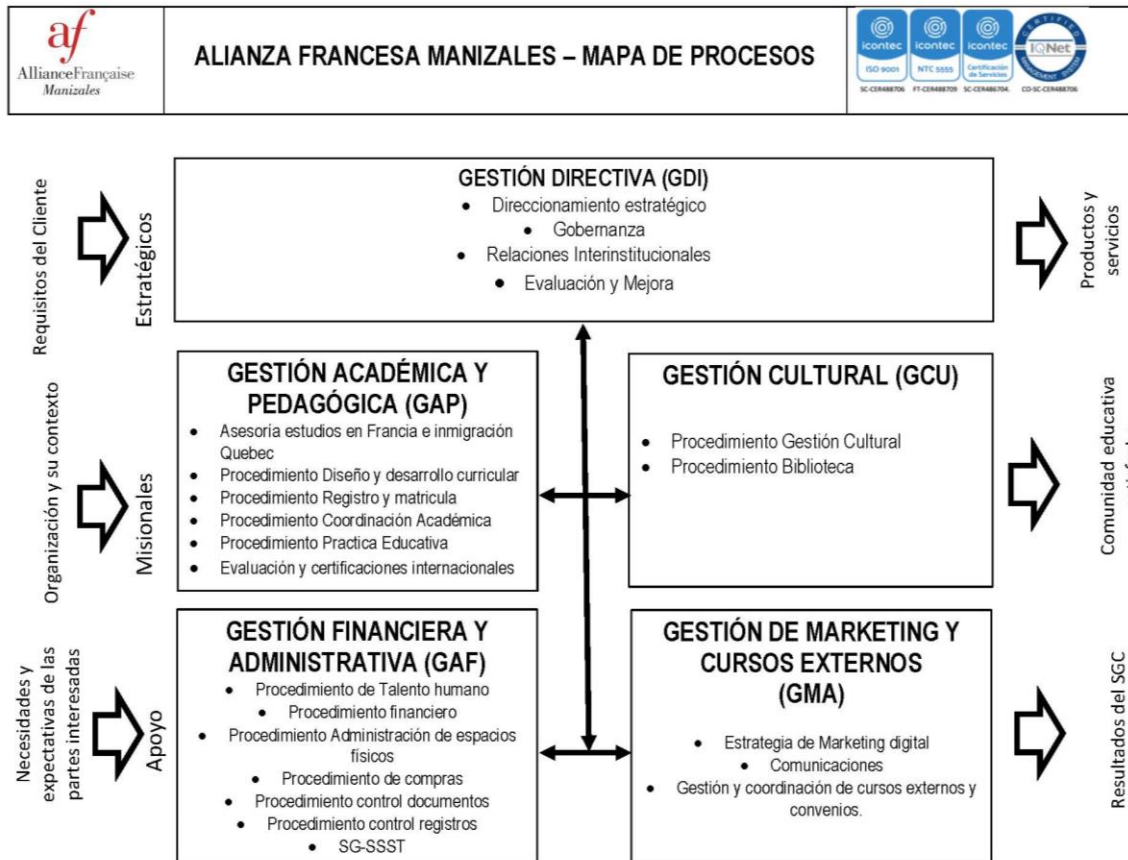 af
AllianceFrançaise
Manizales
ALIANZA FRANCESA MANIZALES – MAPA DE PROCESOS
icontec
ISO 9001
SC-CER488706
icontec
NTC 5555
FT-CER488709
icontec
Certificación
de Servicios
SC-CER486704.
CERTIFIED
IQNet
MANAGEMENT SYSTEM
CO-SC-CER488706
Requisitos del Cliente
Estratégicos
GESTIÓN DIRECTIVA (GDI)
• Direccionamiento estratégico
• Gobernanza
• Relaciones Interinstitucionales
• Evaluación y Mejora
Productos y
servicios
Organización y su contexto
Misionales
GESTIÓN ACADÉMICA Y
PEDAGÓGICA (GAP)
• Asesoría estudios en Francia e inmigración
Quebec
• Procedimiento Diseño y desarrollo curricular
• Procedimiento Registro y matricula
• Procedimiento Coordinación Académica
• Procedimiento Practica Educativa
• Evaluación y certificaciones internacionales
GESTIÓN CULTURAL (GCU)
• Procedimiento Gestión Cultural
• Procedimiento Biblioteca
Comunidad educativa
Necesidades y
expectativas de las
partes interesadas
Apoyo
GESTIÓN FINANCIERA Y
ADMINISTRATIVA (GAF)
• Procedimiento de Talento humano
• Procedimiento financiero
• Procedimiento Administración de espacios
físicos
• Procedimiento de compras
• Procedimiento control documentos
• Procedimiento control registros
• SG-SSST
GESTIÓN DE MARKETING Y
CURSOS EXTERNOS
(GMA)
• Estrategia de Marketing digital
• Comunicaciones
• Gestión y coordinación de cursos externos y
convenios.
Resultados del SGC